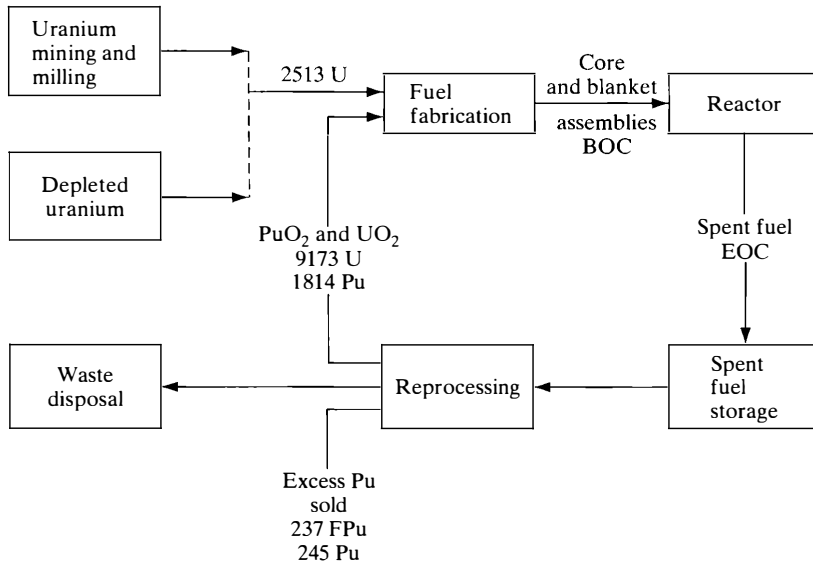 Uranium
mining and
milling
2513 U
Fuel
fabrication
Core
and blanket
assemblies
BOC
Reactor
Depleted
uranium
PuO₂ and UO₂
9173 U
1814 Pu
Spent fuel
EOC
Waste
disposal
Reprocessing
Spent
fuel
storage
Excess Pu
sold
237 FPu
245 Pu